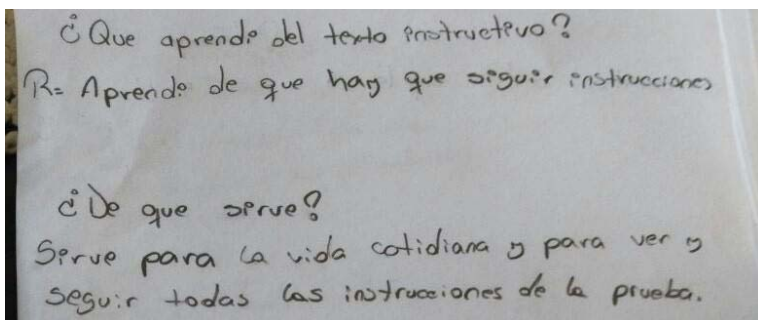 ¿Que aprendi del texto instructivo?
R= Aprendi de que hay que siguir instrucciones
¿De que sirve?
Sirve para la vida cotidiana y para ver y
seguir todas las instrucciones de la prueba.